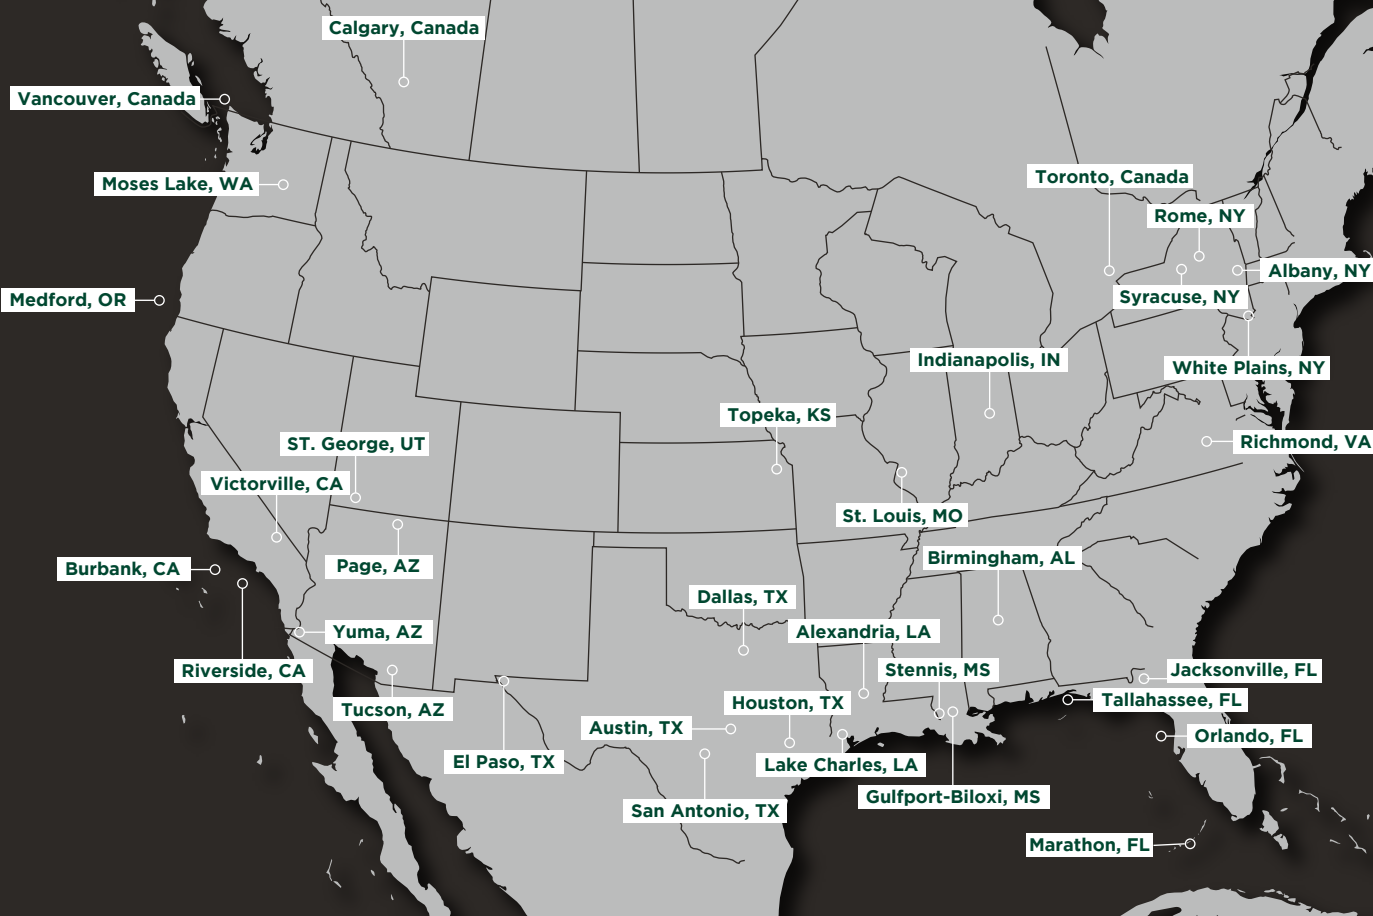 Calgary, Canada
Vancouver, Canada
Toronto, Canada
Moses Lake, WA
Rome, NY
Albany, NY
Medford, OR
Syracuse, NY
Indianapolis, IN
White Plains, NY
Topeka, KS
ST. George, UT
Richmond, VA
Victorville, CA
St. Louis, MO
Birmingham, AL
Page, AZ
Burbank, CA
Dallas, TX
Yuma, AZ
Alexandria, LA
Riverside, CA
Stennis, MS
Jacksonville, FL
Tallahassee, FL
Houston, TX
Tucson, AZ
Austin, TX
Orlando, FL
El Paso, TX
Lake Charles, LA
Gulfport-Biloxi, MS
San Antonio, TX
Marathon, FL